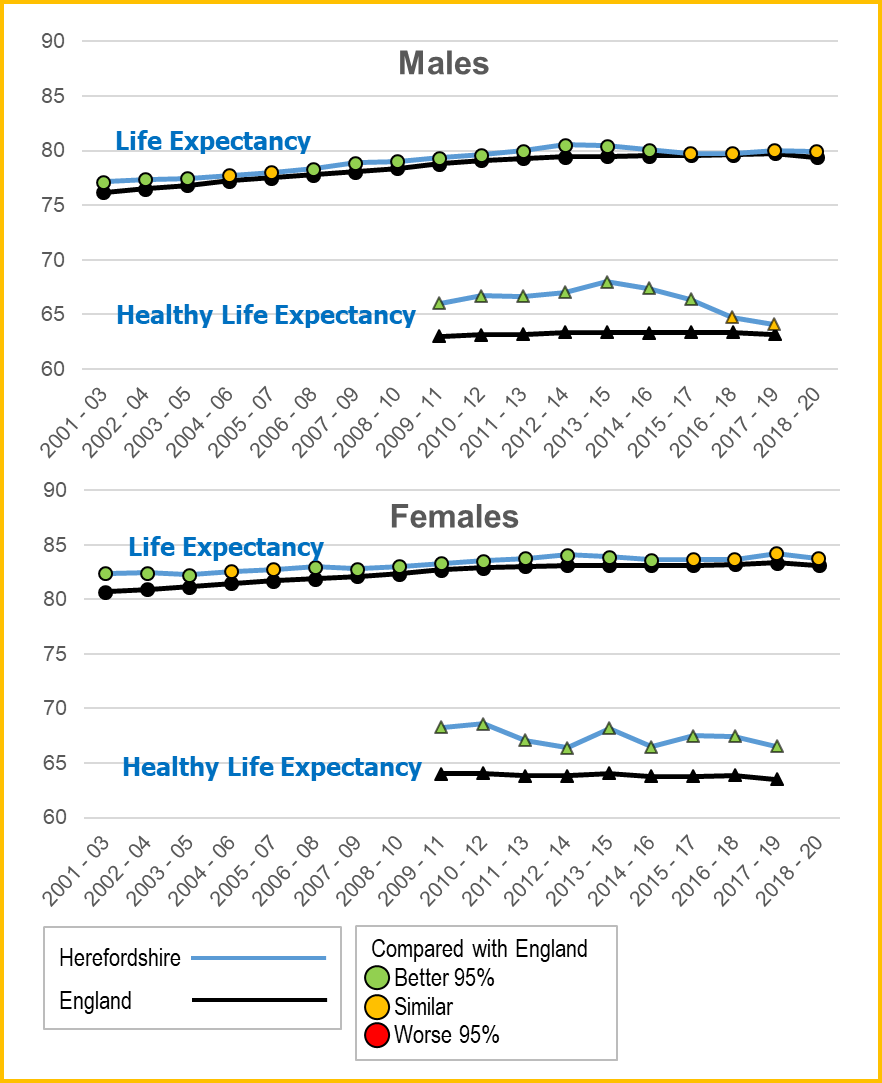 90
Males
85
Life Expectancy
80
75
70
Healthy Life Expectancy
65
60
2001 - 03
2002 - 04
2003 - 05
2004 - 06
2005 - 07
2006 - 08
2007 - 09
2008 - 10
2009 - 11
2010 - 12
2011 - 13
2012 - 14
2013 - 15
2014 - 16
2015 - 17
2016 - 18
2017 - 19
2018 - 20
90
Females
85
Life Expectancy
80
75
70
65
Healthy Life Expectancy
60
2001 - 03
2002 - 04
2003 - 05
2004 - 06
2005 - 07
2006 - 08
2007 - 09
2008 - 10
2009 - 11
2010 - 12
2011 - 13
2012 - 14
2013 - 15
2014 - 16
2015 - 17
2016 - 18
2017 - 19
2018 - 20
Herefordshire
England
Compared with England
Better 95%
Similar
Worse 95%